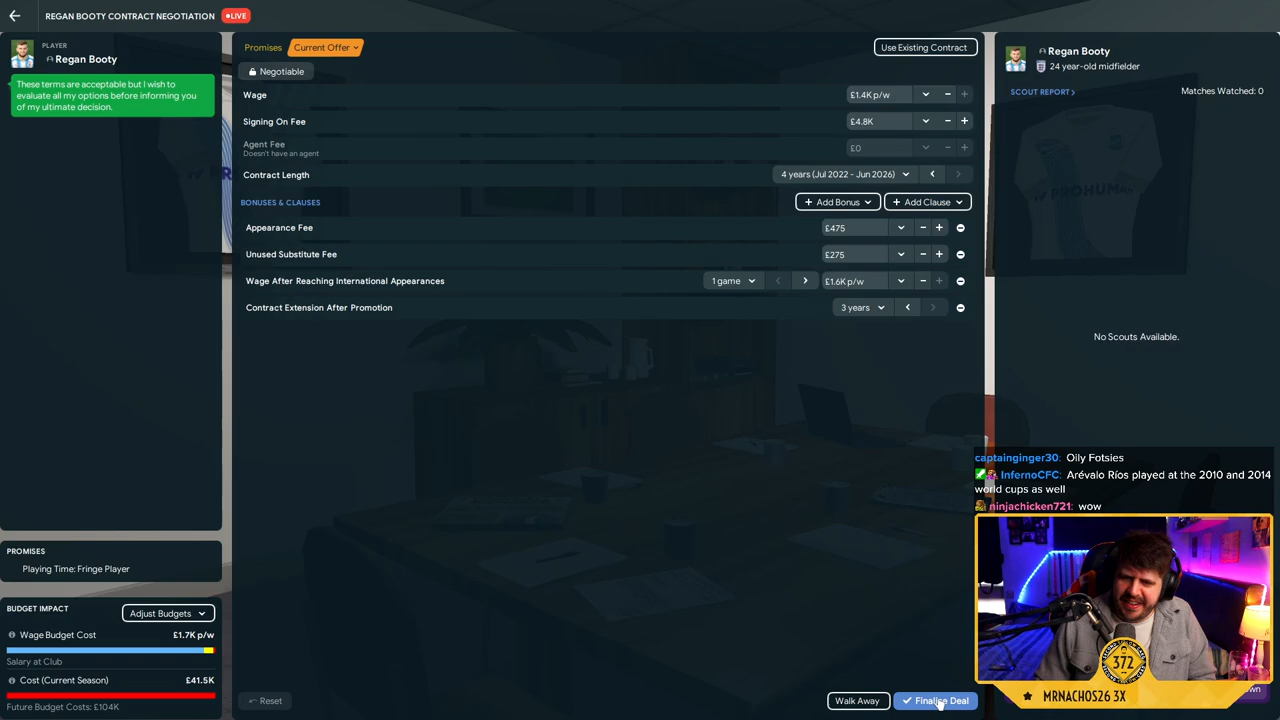 REGAN BOOTY CONTRACT NEGOTIATION
LIVE
PLAYER
Regan Booty
These terms are acceptable but I wish to
evaluate all my options before informing you
of my ultimate decision.
Promises
Current Offer
Use Existing Contract
Negotiable
Wage
£1.4K p/w
Signing On Fee
£4.8K
Agent Fee
Doesn't have an agent
£0
Contract Length
4 years (Jul 2022 - Jun 2026)
BONUSES & CLAUSES
Add Bonus
Add Clause
Appearance Fee
£475
Unused Substitute Fee
£275
Wage After Reaching International Appearances
1 game
£1.6K p/w
Contract Extension After Promotion
3 years
Regan Booty
24 year-old midfielder
SCOUT REPORT
Matches Watched: 0
PROHUMAN
No Scouts Available.
captainginger30: Oily Fotsies
InfernoCFC: Arévalo Ríos played at the 2010 and 2014
world cups as well
ninjachicken721: wow
PROMISES
Playing Time: Fringe Player
BUDGET IMPACT
Adjust Budgets
Wage Budget Cost
£1.7K p/w
Salary at Club
Cost (Current Season)
£41.5K
Future Budget Costs: £104K
Reset
Walk Away
Finalise Deal
372
MRNACHOS26 3X